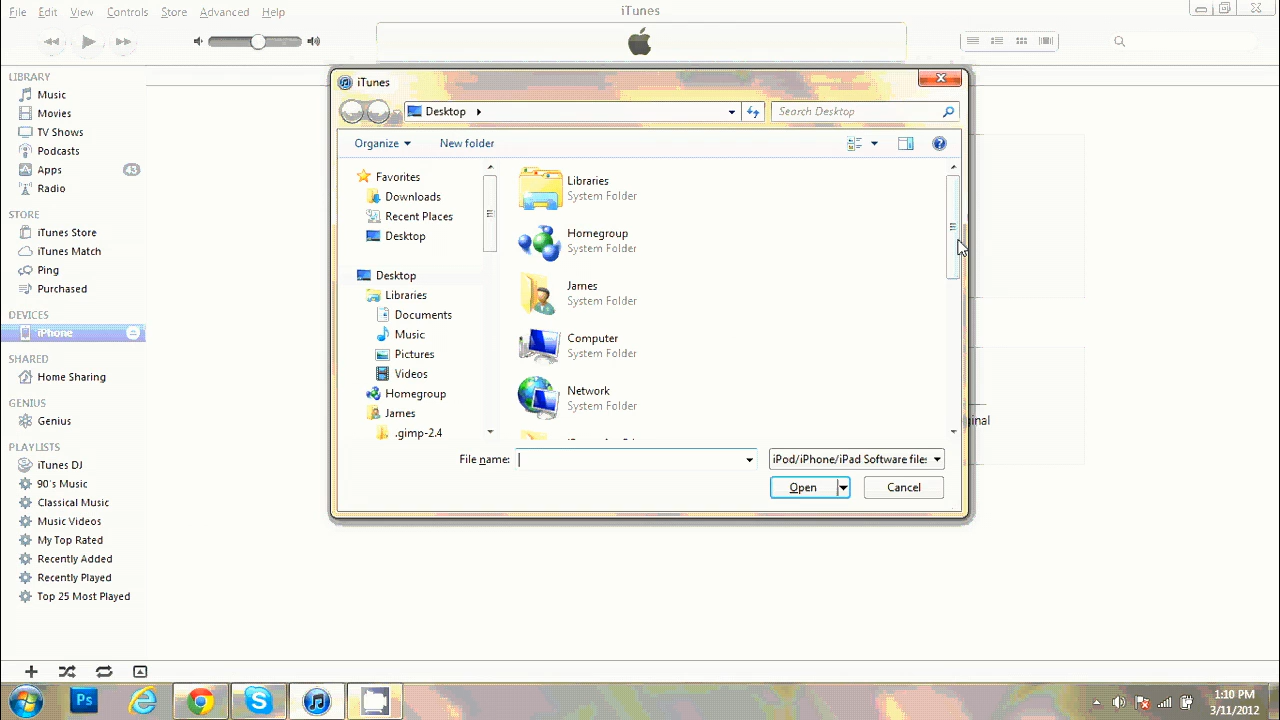 File Edit View Controls Store Advanced Help
iTunes
LIBRARY
Music
Movies
TV Shows
Podcasts
Apps 43
Radio
STORE
iTunes Store
iTunes Match
Ping
Purchased
DEVICES
iPhone
SHARED
Home Sharing
GENIUS
Genius
PLAYLISTS
iTunes DJ
90's Music
Classical Music
Music Videos
My Top Rated
Recently Added
Recently Played
Top 25 Most Played
iTunes
Desktop
Search Desktop
Organize New folder
Favorites
Downloads
Recent Places
Desktop
Desktop
Libraries
Documents
Music
Pictures
Videos
Homegroup
James
.gimp-2.4
Libraries
System Folder
Homegroup
System Folder
James
System Folder
Computer
System Folder
Network
System Folder
File name:
iPod/iPhone/iPad Software files
Open Cancel
ginal
Ps
1:10 PM
3/11/2012